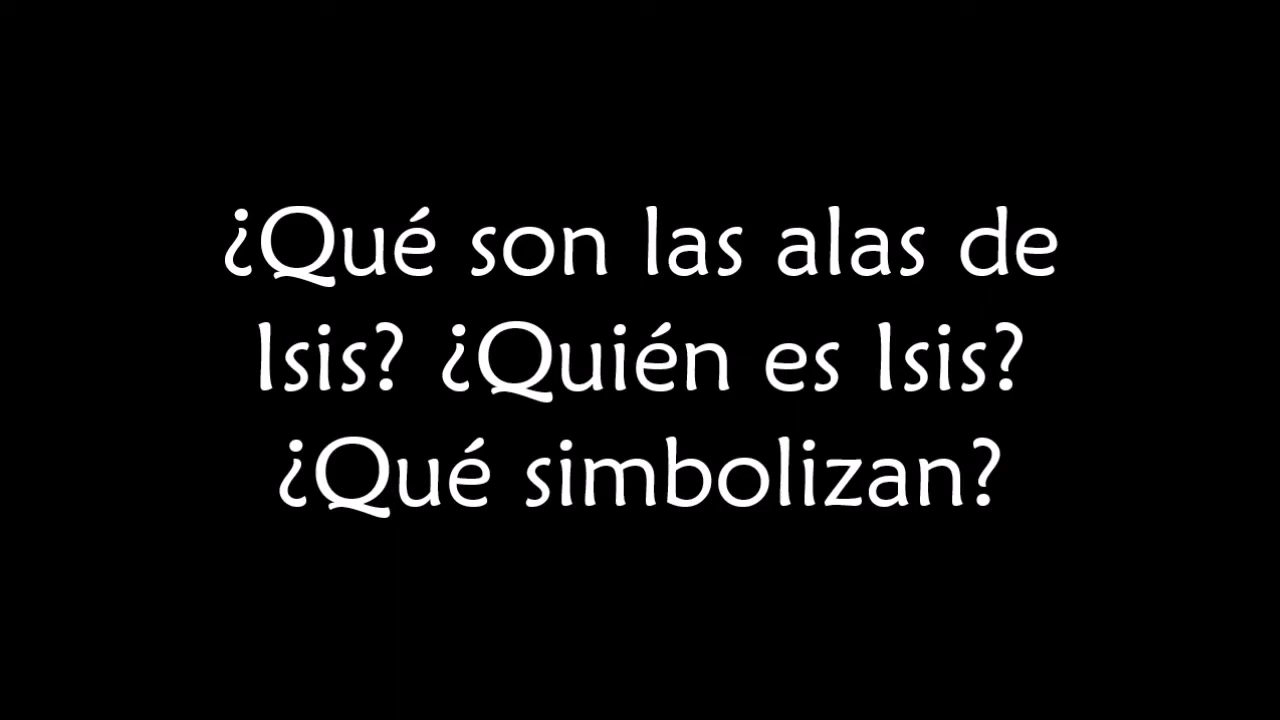 ¿Qué son las alas de
Isis? ¿Quién es Isis?
¿Qué simbolizan?